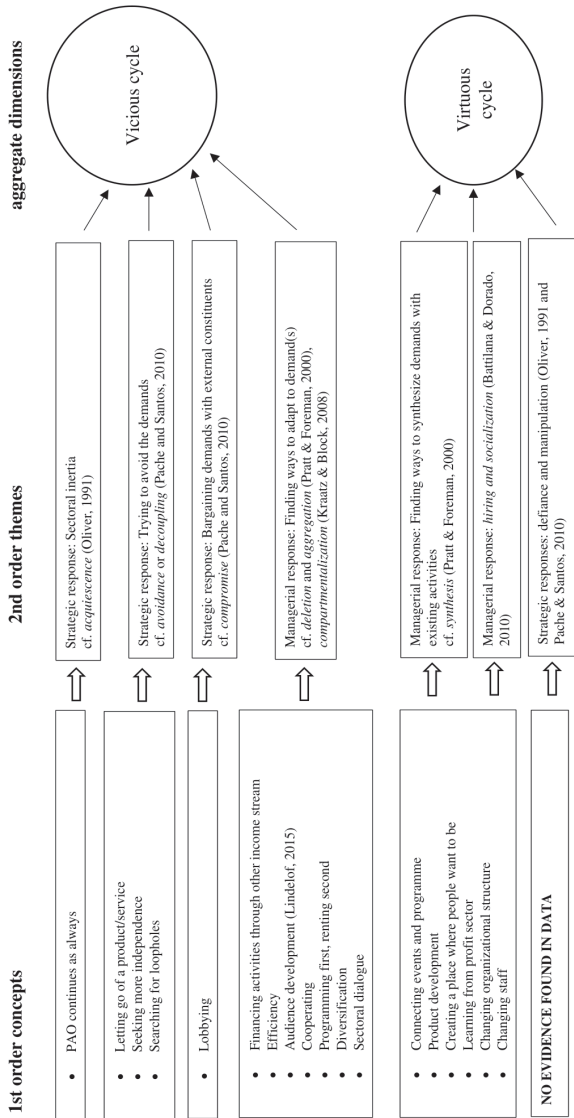 1st order concepts
2nd order themes
aggregate dimensions
• PAO continues as always
Strategic response: Sectoral inertia
cf. acquiescence (Oliver, 1991)
• Letting go of a product/service
• Seeking more independence
• Searching for loopholes
Strategic response: Trying to avoid the demands
cf. avoidance or decoupling (Pache and Santos, 2010)
• Lobbying
Strategic response: Bargaining demands with external constituents
cf. compromise (Pache and Santos, 2010)
• Financing activities through other income stream
• Efficiency
• Audience development (Lindelof, 2015)
• Cooperating
• Programming first, renting second
• Diversification
• Sectoral dialogue
Managerial response: Finding ways to adapt to demand(s)
cf. deletion and aggregation (Pratt & Foreman, 2000),
compartmentalization (Kraatz & Block, 2008)
Vicious cycle
• Connecting events and programme
• Product development
• Creating a place where people want to be
• Learning from profit sector
• Changing organizational structure
• Changing staff
Managerial response: Finding ways to synthesize demands with
existing activities
cf. synthesis (Pratt & Foreman, 2000)
Managerial response: hiring and socialization (Battilana & Dorado,
2010)
NO EVIDENCE FOUND IN DATA
Strategic responses: defiance and manipulation (Oliver, 1991 and
Pache & Santos, 2010)
Virtuous
cycle